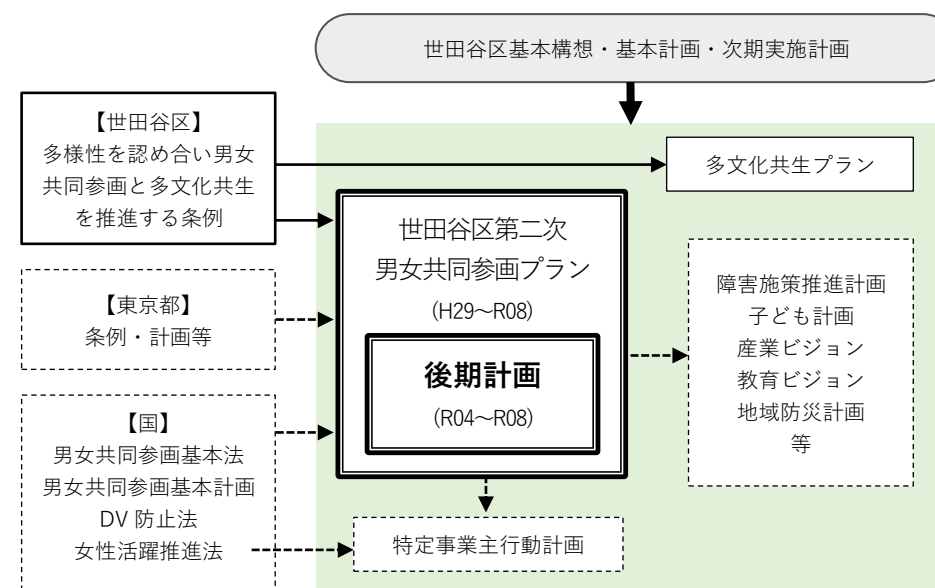 世田谷区基本構想・基本計画・次期実施計画
【世田谷区】
多様性を認め合い男女
共同参画と多文化共生
を推進する条例
多文化共生プラン
世田谷区第二次
男女共同参画プラン
(H29～R08)
後期計画
(R04～R08)
【東京都】
条例・計画等
障害施策推進計画
子ども計画
産業ビジョン
教育ビジョン
地域防災計画
等
【国】
男女共同参画基本法
男女共同参画基本計画
DV 防止法
女性活躍推進法
特定事業主行動計画